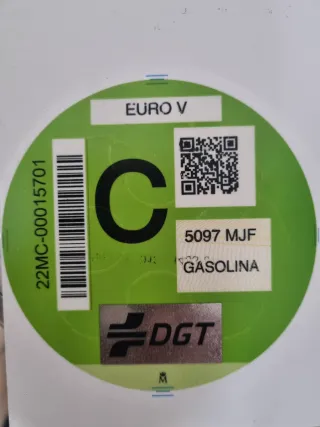 EURO V
22MC-00015701
C
5097 MJF
GASOLINA
DGT
M